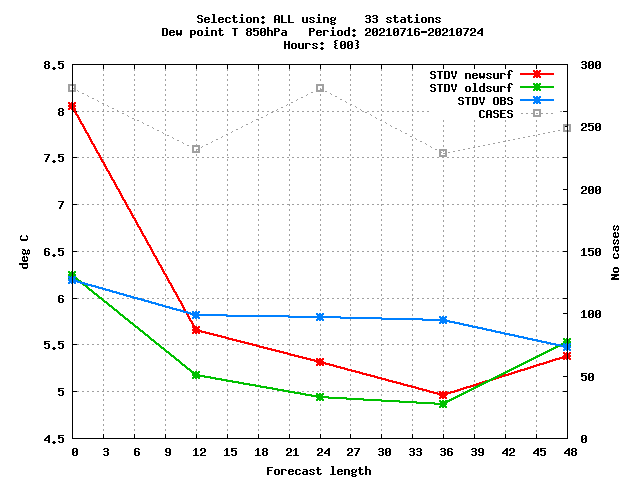 Selection: ALL using    33 stations
Dew point T 850hPa   Period: 20210716-20210724
Hours: {00}
STDV newsurf
STDV oldsurf
STDV OBS
CASES
8.5
8
7.5
7
6.5
6
5.5
5
4.5
deg C
300
250
200
150
100
50
0
No cases
0 3 6 9 12 15 18 21 24 27 30 33 36 39 42 45 48
Forecast length